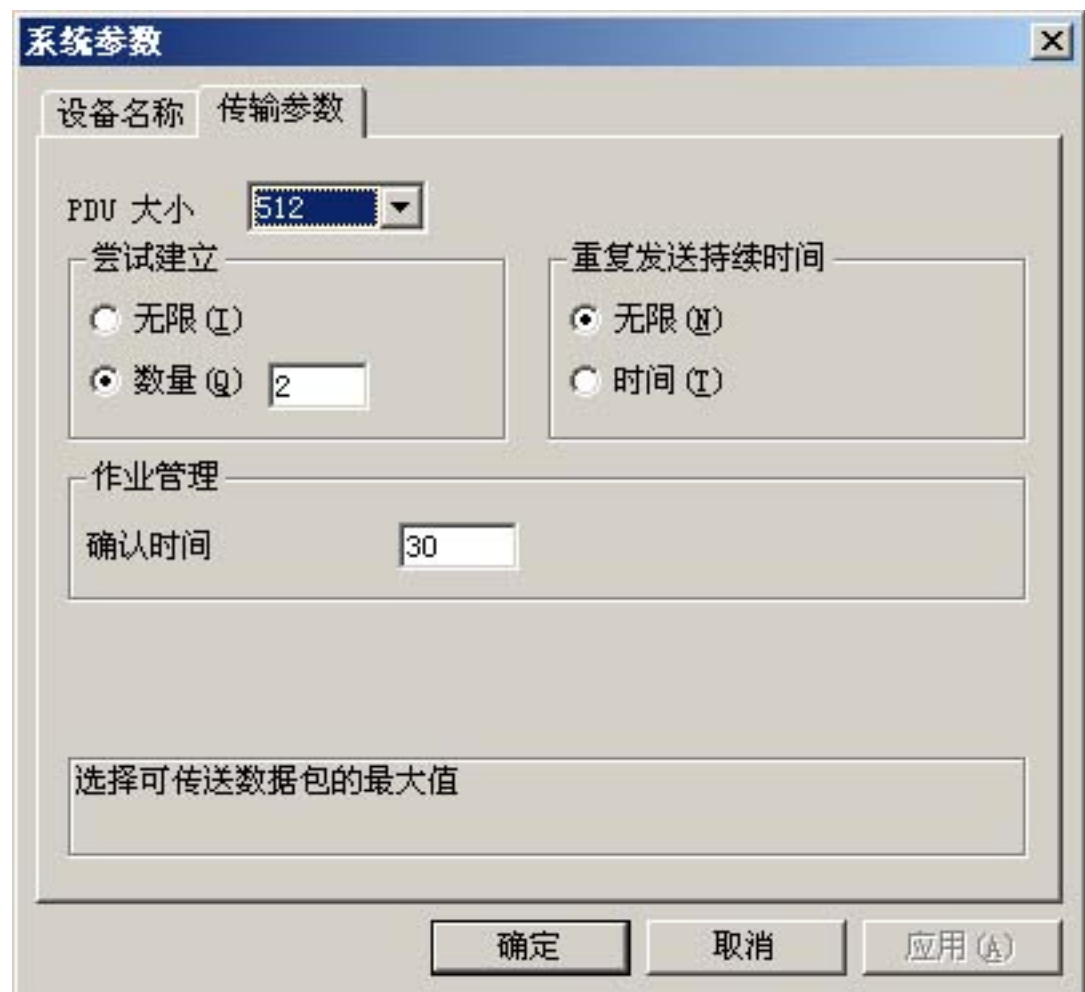 系统参数
设备名称 传输参数
PDU 大小 512
尝试建立 重复发送持续时间
无限(I) 无限(N)
数量(Q) 2 时间(T)
作业管理
确认时间 30
选择可传送数据包的最大值
确定 取消 应用(A)